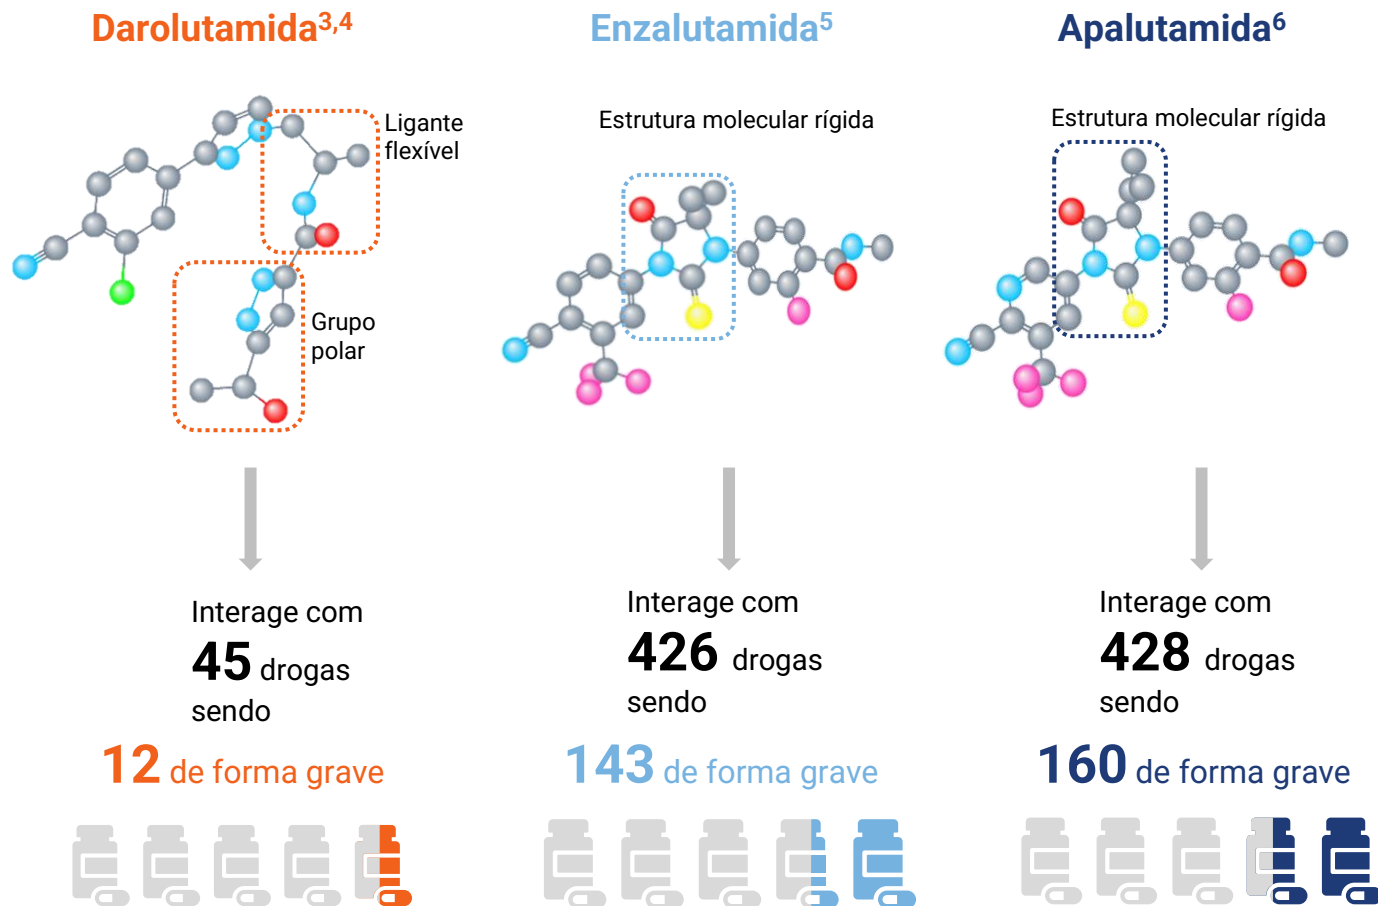 Darolutamida3,4
Ligante
flexível
Grupo
polar
Interage com
45 drogas
sendo
12 de forma grave
Enzalutamida5
Estrutura molecular rígida
Interage com
426 drogas
sendo
143 de forma grave
Apalutamida6
Estrutura molecular rígida
Interage com
428 drogas
sendo
160 de forma grave